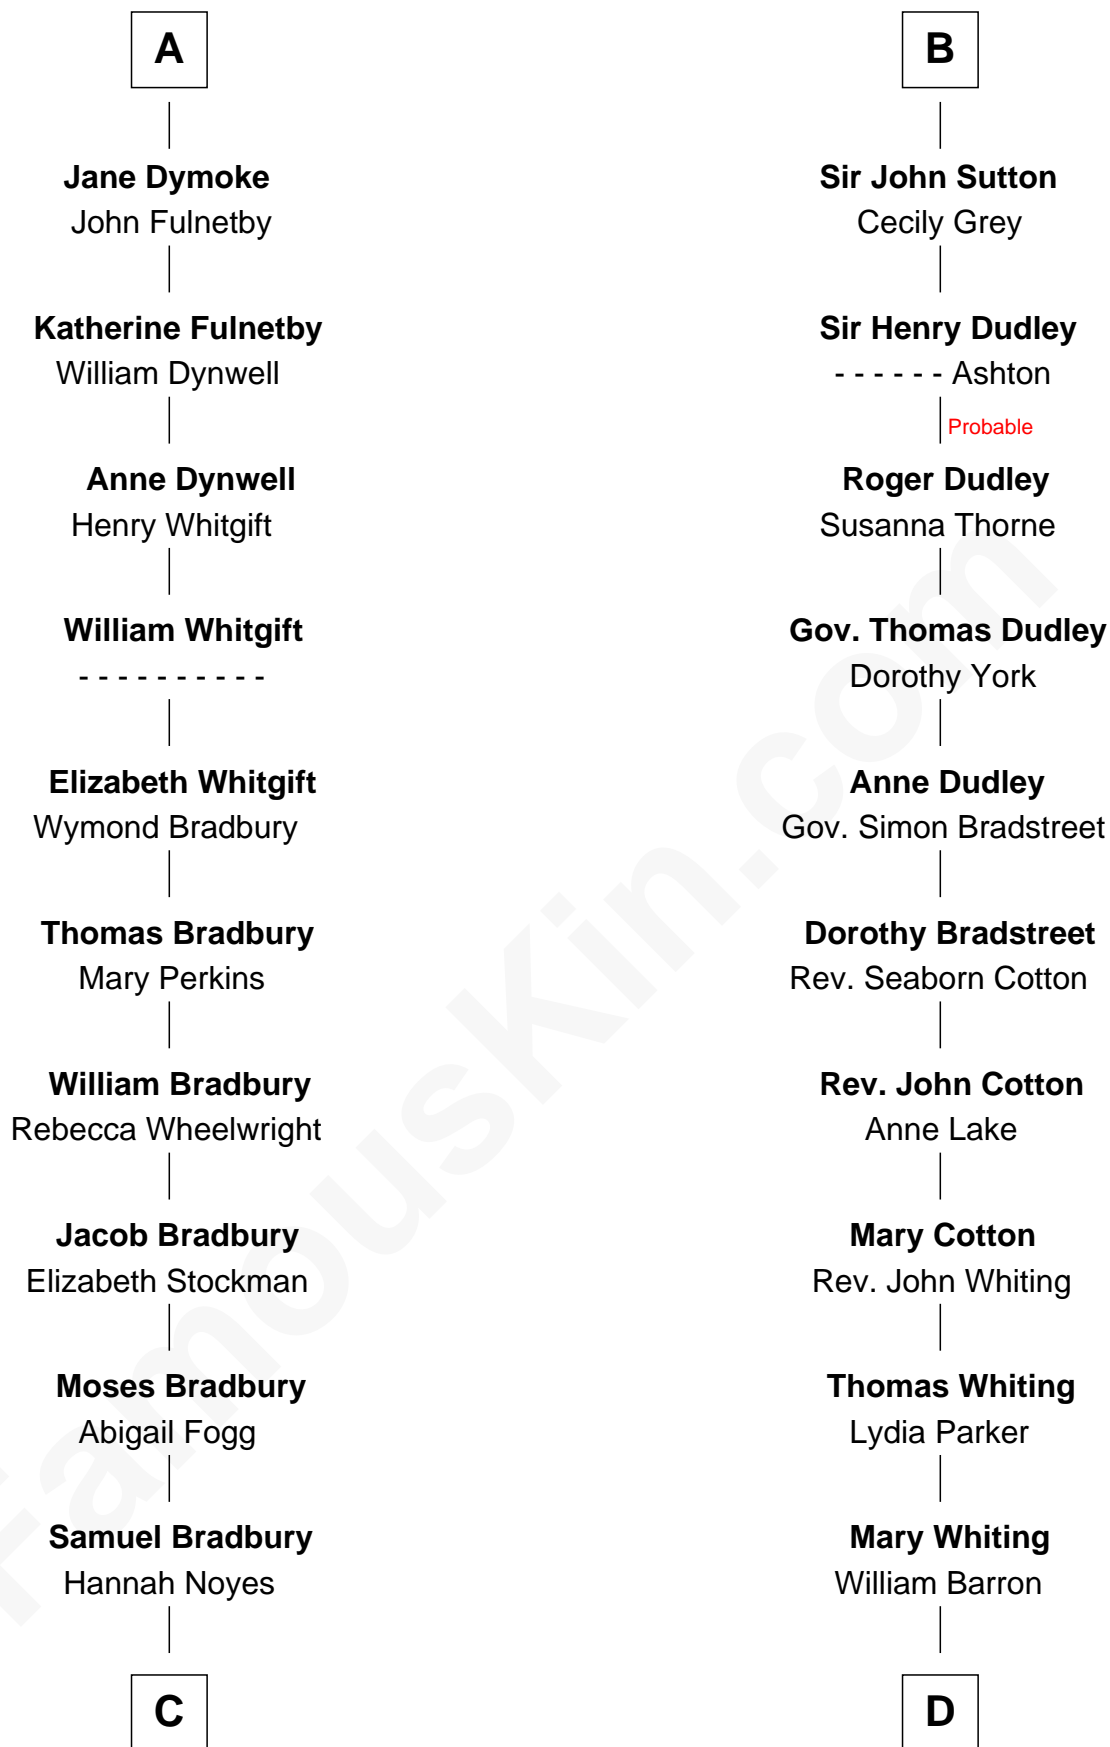 A
Jane Dymoke
John Fulnetby
Katherine Fulnetby
William Dynwell
Anne Dynwell
Henry Whitgift
William Whitgift
- - - - - - - - - -
Elizabeth Whitgift
Wymond Bradbury
Thomas Bradbury
Mary Perkins
William Bradbury
Rebecca Wheelwright
Jacob Bradbury
Elizabeth Stockman
Moses Bradbury
Abigail Fogg
Samuel Bradbury
Hannah Noyes
C
B
Sir John Sutton
Cecily Grey
Sir Henry Dudley
- - - - - - Ashton
Probable
Roger Dudley
Susanna Thorne
Gov. Thomas Dudley
Dorothy York
Anne Dudley
Gov. Simon Bradstreet
Dorothy Bradstreet
Rev. Seaborn Cotton
Rev. John Cotton
Anne Lake
Mary Cotton
Rev. John Whiting
Thomas Whiting
Lydia Parker
Mary Whiting
William Barron
D
FamousKin.com